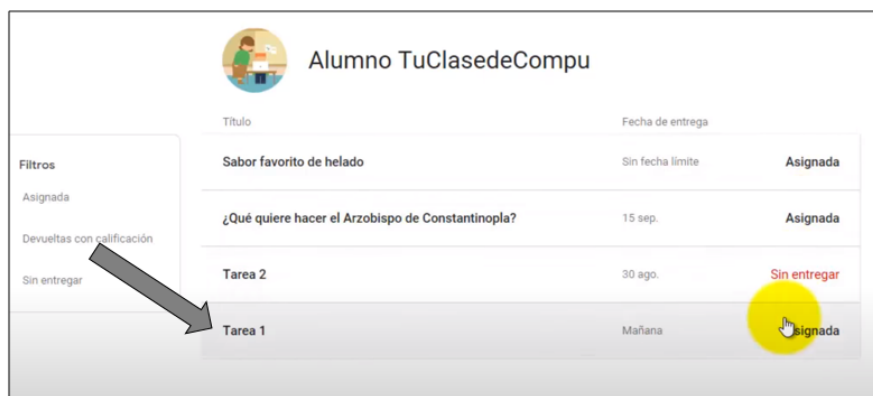 Alumno TuClasedeCompu
Título Fecha de entrega
Filtros
Asignada
Devueltas con calificación
Sin entregar
Sabor favorito de helado Sin fecha límite Asignada
¿Qué quiere hacer el Arzobispo de Constantinopla? 15 sep. Asignada
Tarea 2 30 ago. Sin entregar
Tarea 1 Mañana Asignada